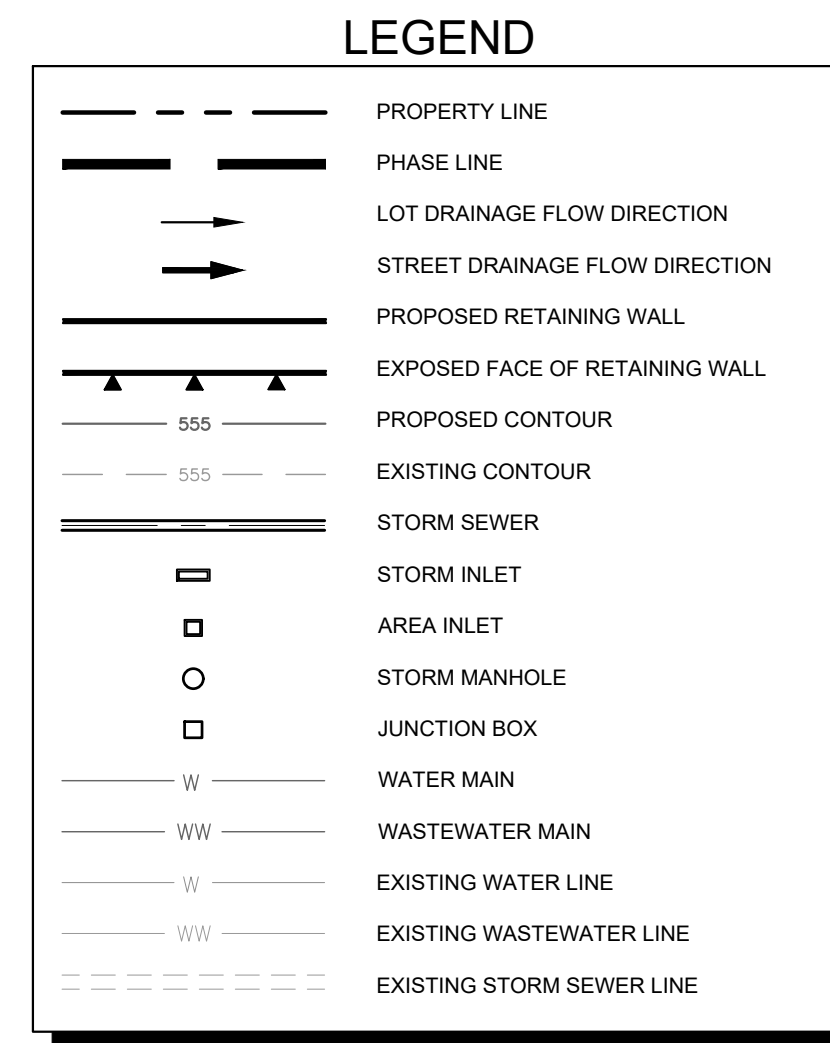 LEGEND
PROPERTY LINE
PHASE LINE
LOT DRAINAGE FLOW DIRECTION
STREET DRAINAGE FLOW DIRECTION
PROPOSED RETAINING WALL
EXPOSED FACE OF RETAINING WALL
555 PROPOSED CONTOUR
555 EXISTING CONTOUR
STORM SEWER
STORM INLET
AREA INLET
STORM MANHOLE
JUNCTION BOX
W WATER MAIN
WW WASTEWATER MAIN
W EXISTING WATER LINE
WW EXISTING WASTEWATER LINE
EXISTING STORM SEWER LINE